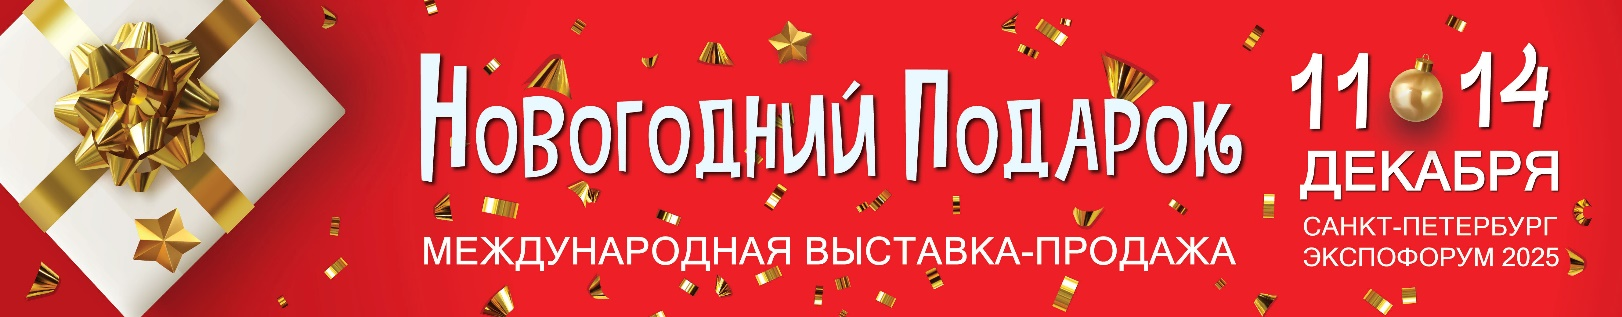 Новогодний Подарок
МЕЖДУНАРОДНАЯ ВЫСТАВКА-ПРОДАЖА
11 14
ДЕКАБРЯ
САНКТ-ПЕТЕРБУРГ
ЭКСПОФОРУМ 2025